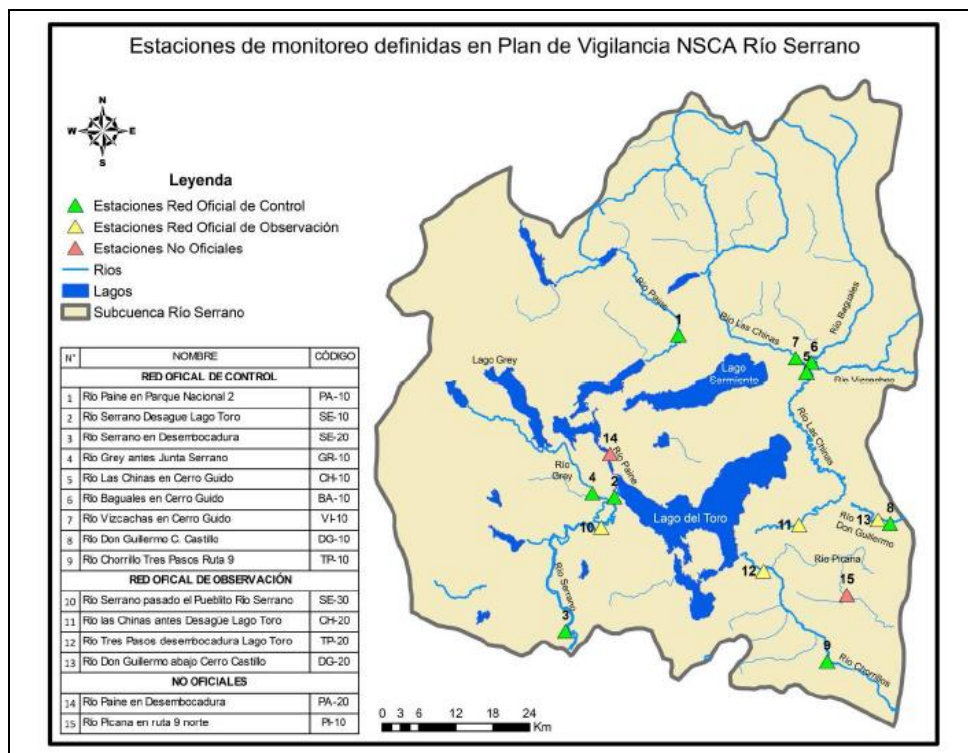 Estaciones de monitoreo definidas en Plan de Vigilancia NSCA Río Serrano
N
W E
S
Leyenda
Estaciones Red Oficial de Control
Estaciones Red Oficial de Observación
Estaciones No Oficiales
Rios
Lagos
Subcuenca Río Serrano
N° NOMBRE CÓDIGO
RED OFICAL DE CONTROL
1 Río Paine en Parque Nacional 2 PA-10
2 Río Serrano Desague Lago Toro SE-10
3 Río Serrano en Desembocadura SE-20
4 Río Grey antes Junta Serrano GR-10
5 Río Las Chinas en Cerro Guido CH-10
6 Río Baguales en Cerro Guido BA-10
7 Río Vizcachas en Cerro Guido VI-10
8 Río Don Guillermo C. Castillo DG-10
9 Río Chorrillo Tres Pasos Ruta 9 TP-10
RED OFICAL DE OBSERVACIÓN
10 Río Serrano pasado el Pueblito Río Serrano SE-30
11 Río las Chinas antes Desagüe Lago Toro CH-20
12 Río Tres Pasos desembocadura Lago Toro TP-20
13 Río Don Guillermo abajo Cerro Castillo DG-20
NO OFICIALES
14 Río Paine en Desembocadura PA-20
15 Río Picana en ruta 9 norte PI-10
Río Paine
1
Río Las Chinas
Río Baguales
7
6
5
Lago Grey
Lago Sarmiento
Río Las Chinas
14
Río Paine
Río Grey
4
2
Lago del Toro
10
11
13
8
Río Don Guillermo
Río Picana
12
15
Río Serrano
3
9
Río Chorrillos
0 3 6 12 18 24
Km